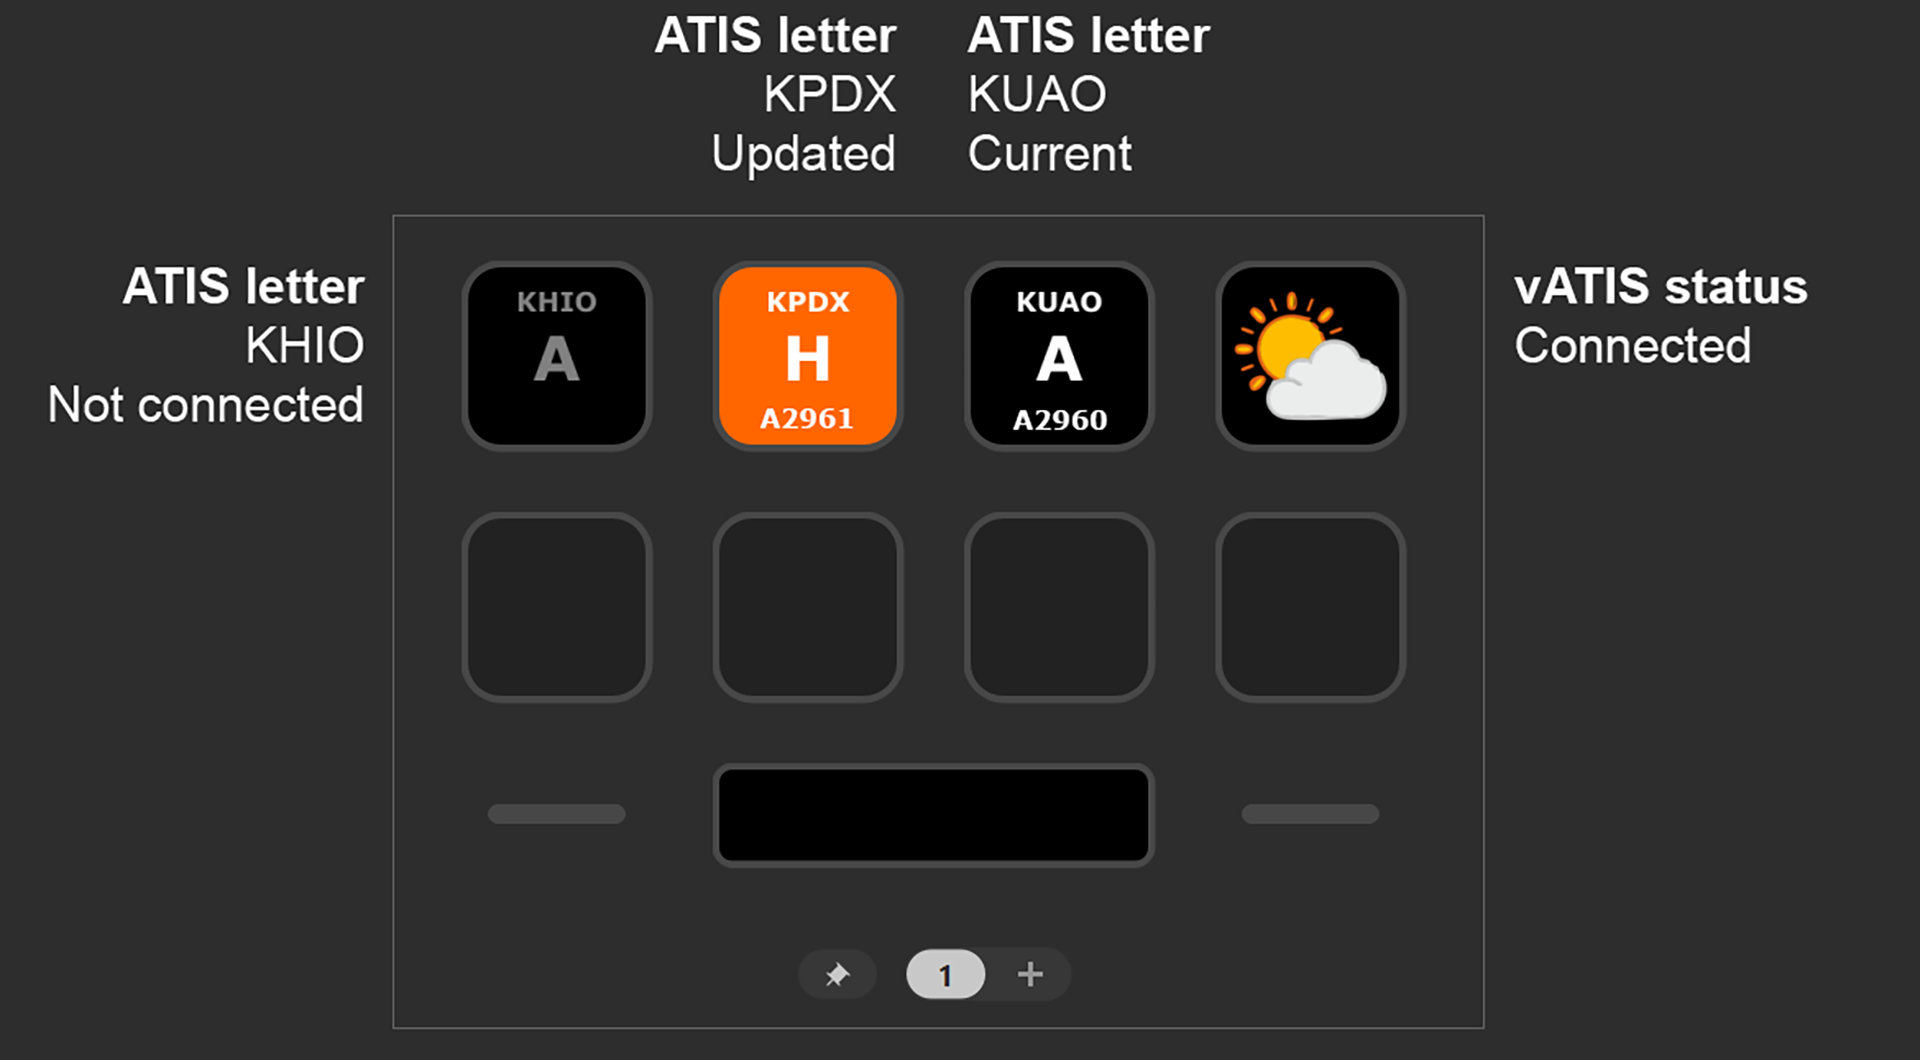 ATIS letter
KPDX
Updated
ATIS letter
KUAO
Current
ATIS letter
KHIO
Not connected
KHIO
A
KPDX
H
A2961
KUAO
A
A2960
vATIS status
Connected
1
+